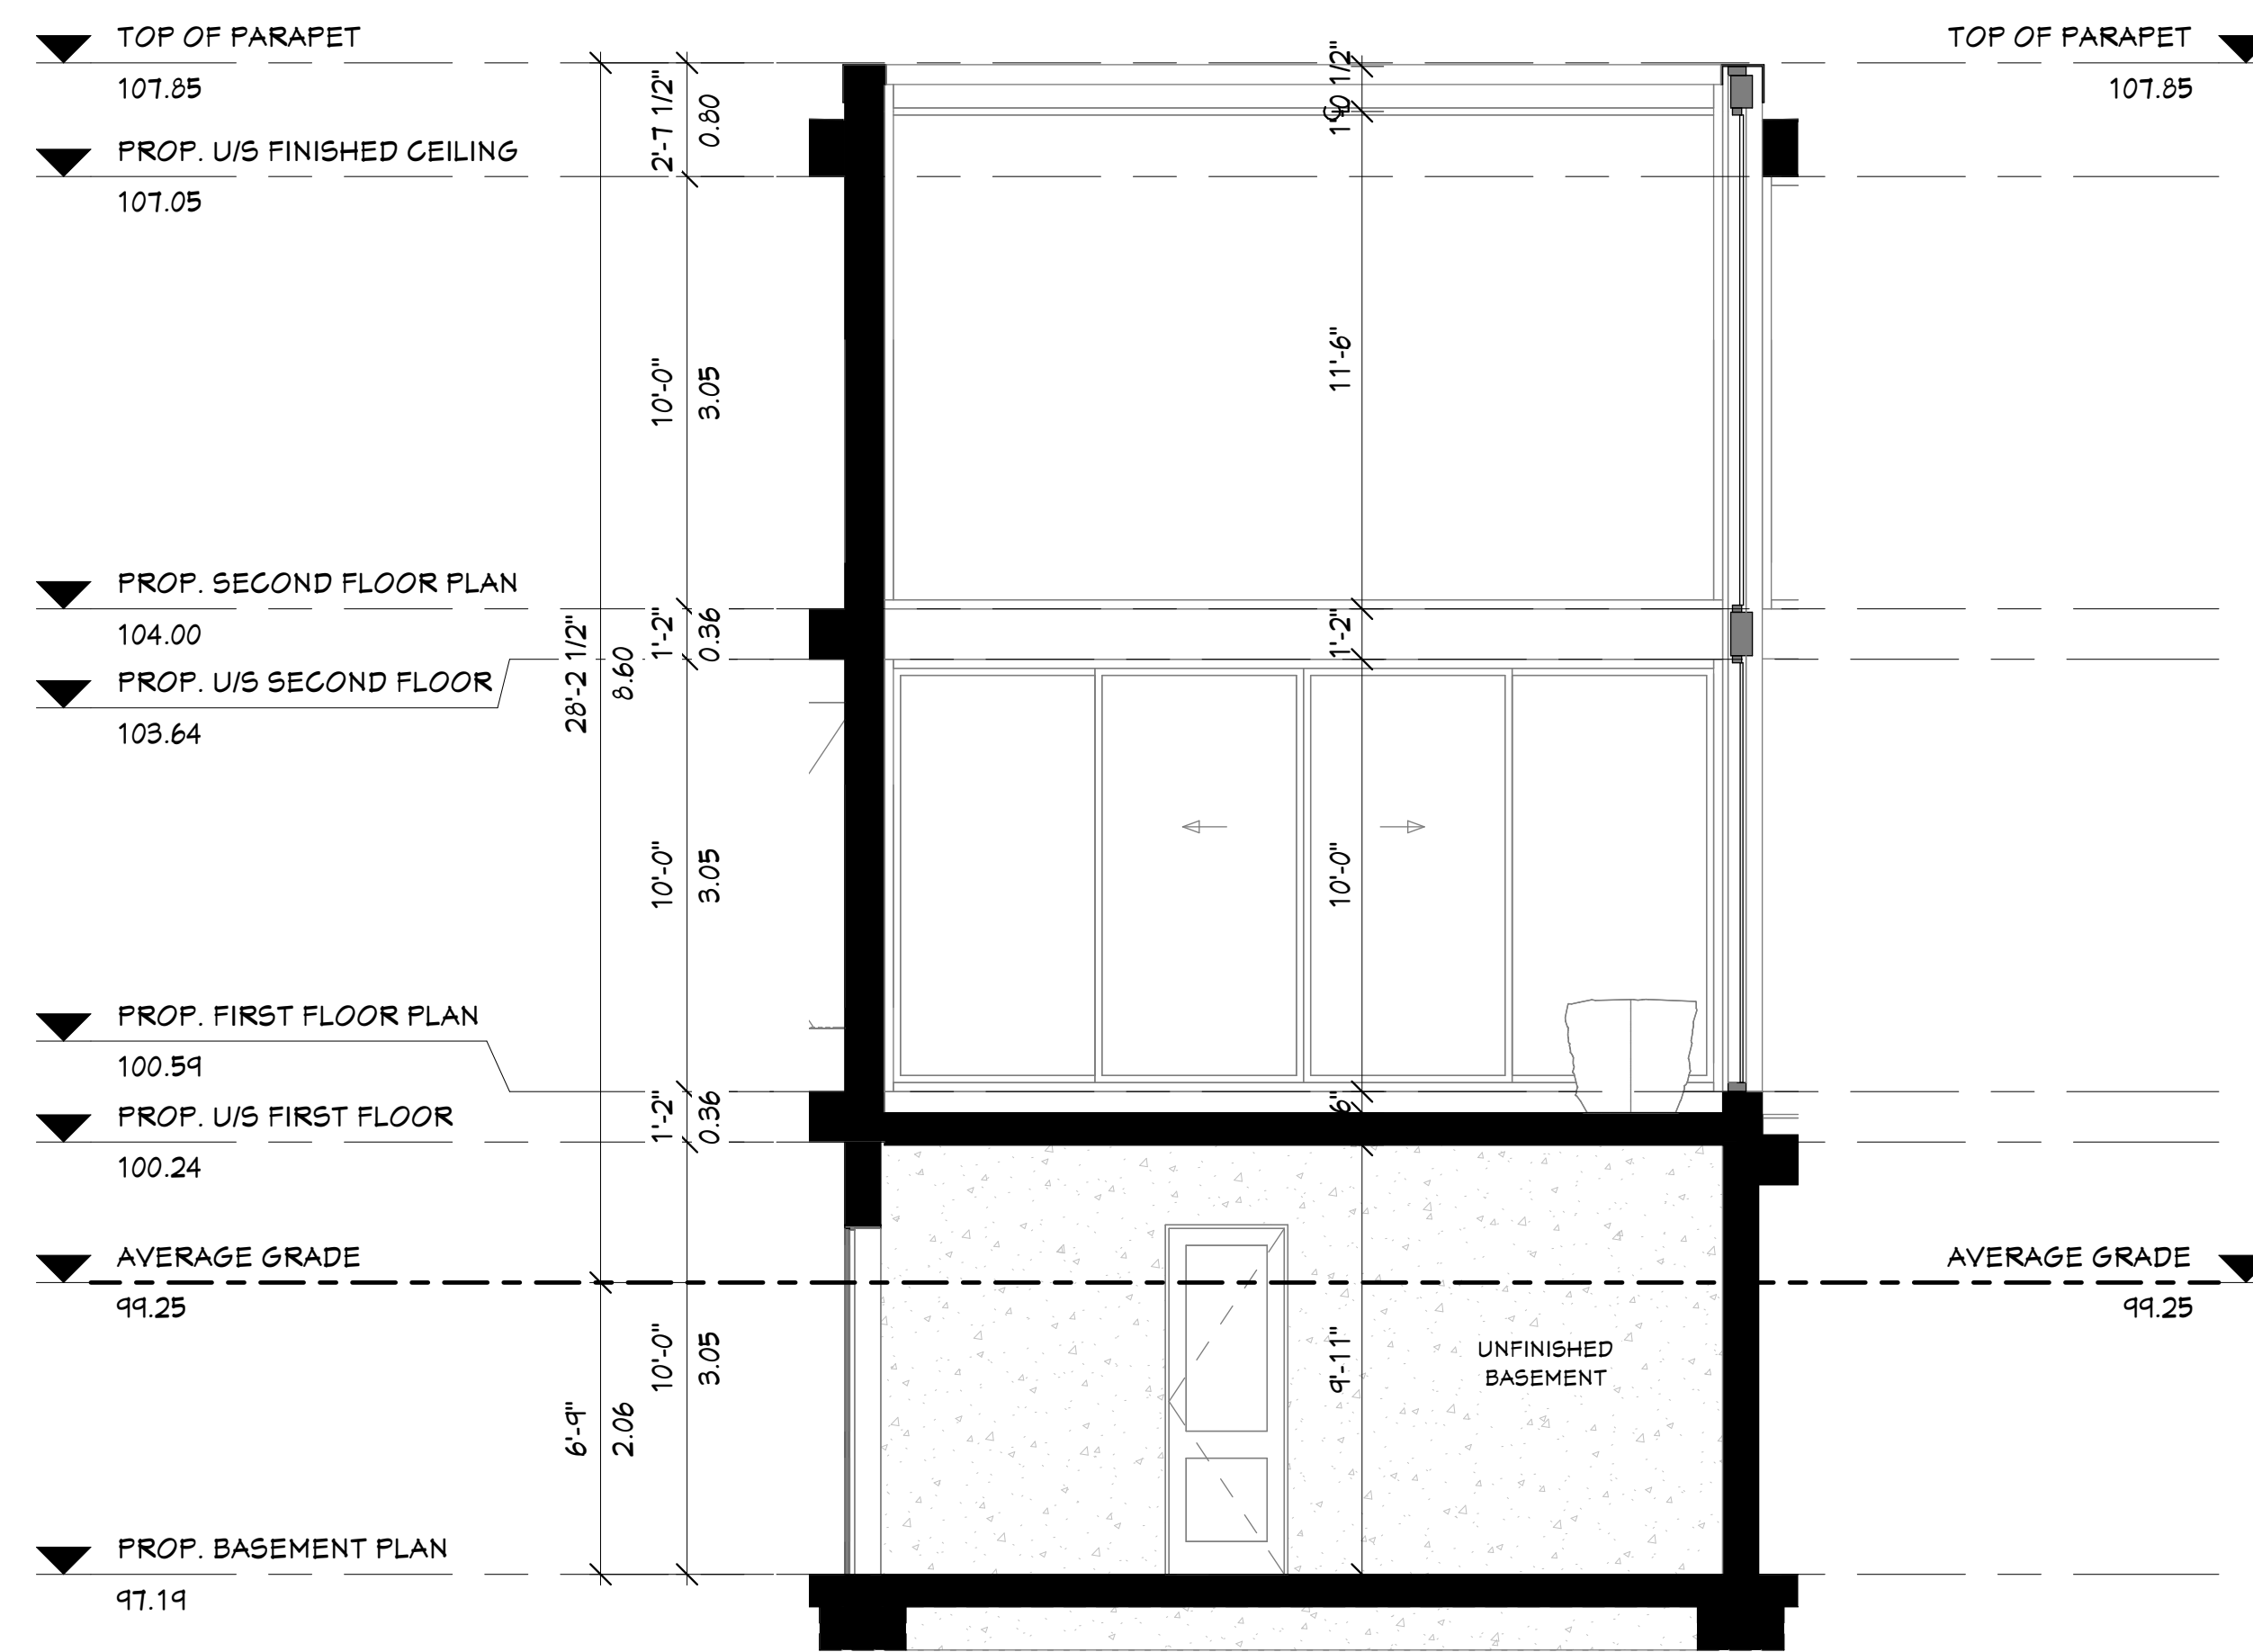 TOP OF PARAPET
107.85
PROP. U/S FINISHED CEILING
107.05
PROP. SECOND FLOOR PLAN
104.00
PROP. U/S SECOND FLOOR
103.64
PROP. FIRST FLOOR PLAN
100.59
PROP. U/S FIRST FLOOR
100.24
AVERAGE GRADE
99.25
PROP. BASEMENT PLAN
97.19
28'-2 1/2"
8.60
6'-9"
2.06
2'-7 1/2"
0.80
10'-0"
3.05
1'-2"
0.36
10'-0"
3.05
1'-2"
0.36
10'-0"
3.05
11'-6"
1'-2"
10'-0"
6"
9'-11"
UNFINISHED
BASEMENT
TOP OF PARAPET
107.85
AVERAGE GRADE
99.25